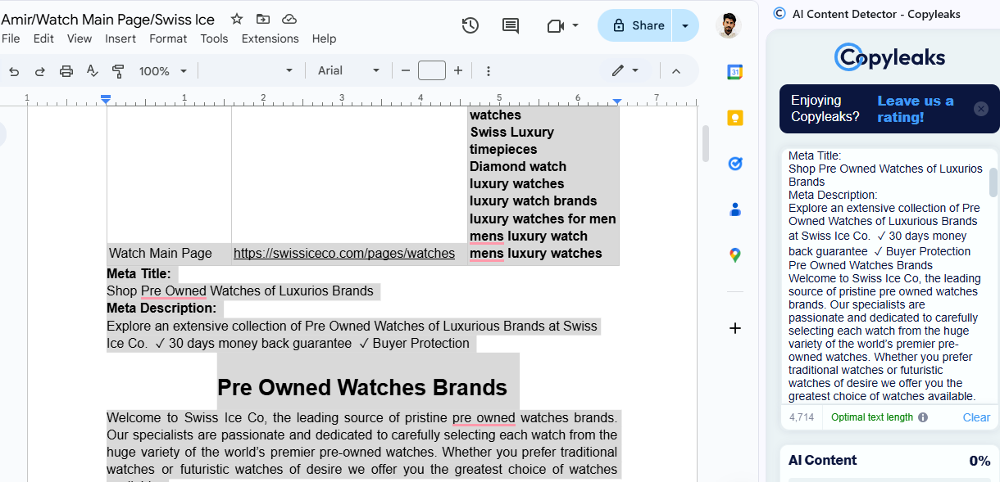 Amir/Watch Main Page/Swiss Ice
File Edit View Insert Format Tools Extensions Help
Share
100%
Arial
1 1 2 3 4 5 6 7
watches
Swiss Luxury
timepieces
Diamond watch
luxury watches
luxury watch brands
luxury watches for men
mens luxury watch
Watch Main Page https://swissiceco.com/pages/watches mens luxury watches
Meta Title:
Shop Pre Owned Watches of Luxurios Brands
Meta Description:
Explore an extensive collection of Pre Owned Watches of Luxurious Brands at Swiss
Ice Co. ✓ 30 days money back guarantee ✓ Buyer Protection
Pre Owned Watches Brands
Welcome to Swiss Ice Co, the leading source of pristine pre owned watches brands.
Our specialists are passionate and dedicated to carefully selecting each watch from the
huge variety of the world’s premier pre-owned watches. Whether you prefer traditional
watches or futuristic watches of desire we offer you the greatest choice of watches
31
AI Content Detector - Copyleaks
Copyleaks
Enjoying
Copyleaks?
Leave us a
rating!
Meta Title:
Shop Pre Owned Watches of Luxurios
Brands
Meta Description:
Explore an extensive collection of Pre
Owned Watches of Luxurious Brands
at Swiss Ice Co. ✓ 30 days money
back guarantee ✓ Buyer Protection
Pre Owned Watches Brands
Welcome to Swiss Ice Co, the leading
source of pristine pre owned watches
brands. Our specialists are
passionate and dedicated to carefully
selecting each watch from the huge
variety of the world’s premier pre-
owned watches. Whether you prefer
traditional watches or futuristic
watches of desire we offer you the
greatest choice of watches available.
4,714 Optimal text length Clear
AI Content 0%